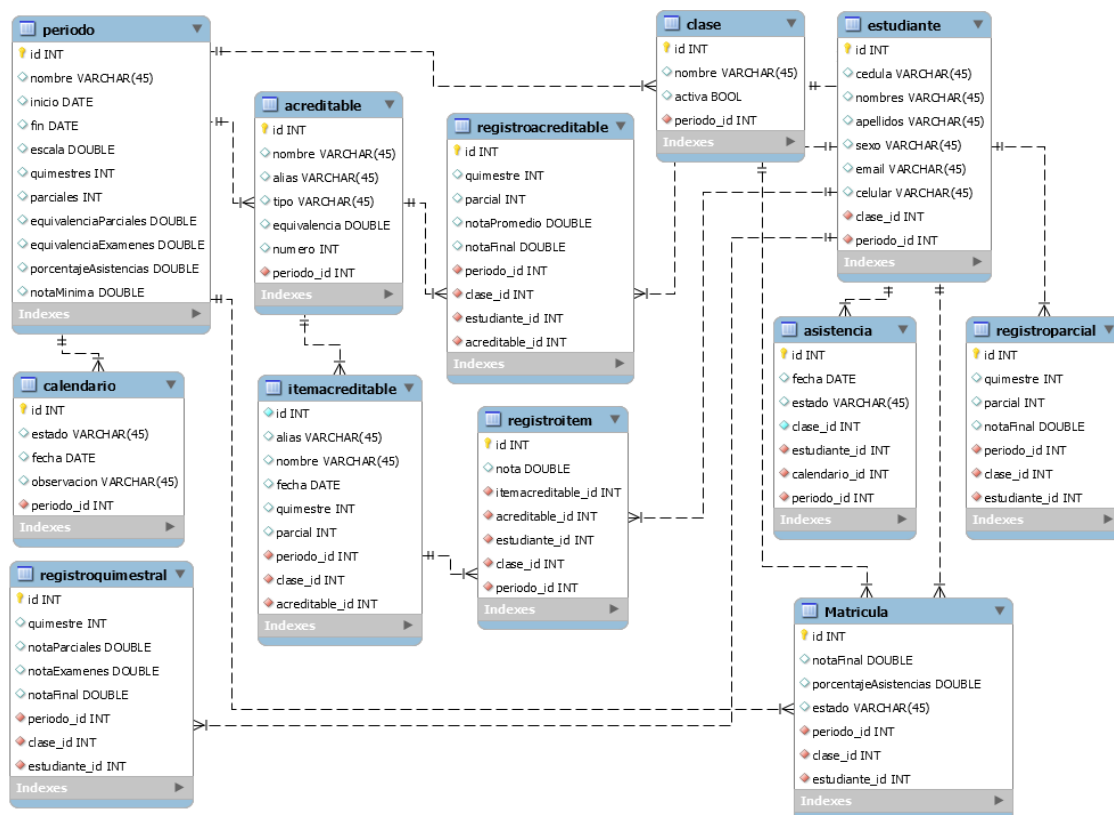 periodo
id INT
nombre VARCHAR(45)
inicio DATE
fin DATE
escala DOUBLE
quimestres INT
parciales INT
equivalenciaParciales DOUBLE
equivalenciaExamenes DOUBLE
porcentajeAsistencias DOUBLE
notaMinima DOUBLE
Indexes
acreditable
id INT
nombre VARCHAR(45)
alias VARCHAR(45)
tipo VARCHAR(45)
equivalencia DOUBLE
numero INT
periodo_id INT
Indexes
registroacreditable
id INT
quimestre INT
parcial INT
notaPromedio DOUBLE
notaFinal DOUBLE
periodo_id INT
clase_id INT
estudiante_id INT
acreditable_id INT
Indexes
clase
id INT
nombre VARCHAR(45)
activa BOOL
periodo_id INT
Indexes
estudiante
id INT
cedula VARCHAR(45)
nombres VARCHAR(45)
apellidos VARCHAR(45)
sexo VARCHAR(45)
email VARCHAR(45)
celular VARCHAR(45)
clase_id INT
periodo_id INT
Indexes
calendario
id INT
estado VARCHAR(45)
fecha DATE
observacion VARCHAR(45)
periodo_id INT
Indexes
itemacreditable
id INT
alias VARCHAR(45)
nombre VARCHAR(45)
fecha DATE
quimestre INT
parcial INT
periodo_id INT
clase_id INT
acreditable_id INT
Indexes
registroitem
id INT
nota DOUBLE
itemacreditable_id INT
acreditable_id INT
estudiante_id INT
clase_id INT
periodo_id INT
Indexes
asistencia
id INT
fecha DATE
estado VARCHAR(45)
clase_id INT
estudiante_id INT
calendario_id INT
periodo_id INT
Indexes
registroparcial
id INT
quimestre INT
parcial INT
notaFinal DOUBLE
periodo_id INT
clase_id INT
estudiante_id INT
Indexes
registroquimestral
id INT
quimestre INT
notaParciales DOUBLE
notaExamenes DOUBLE
notaFinal DOUBLE
periodo_id INT
clase_id INT
estudiante_id INT
Indexes
Matricula
id INT
notaFinal DOUBLE
porcentajeAsistencias DOUBLE
estado VARCHAR(45)
periodo_id INT
clase_id INT
estudiante_id INT
Indexes